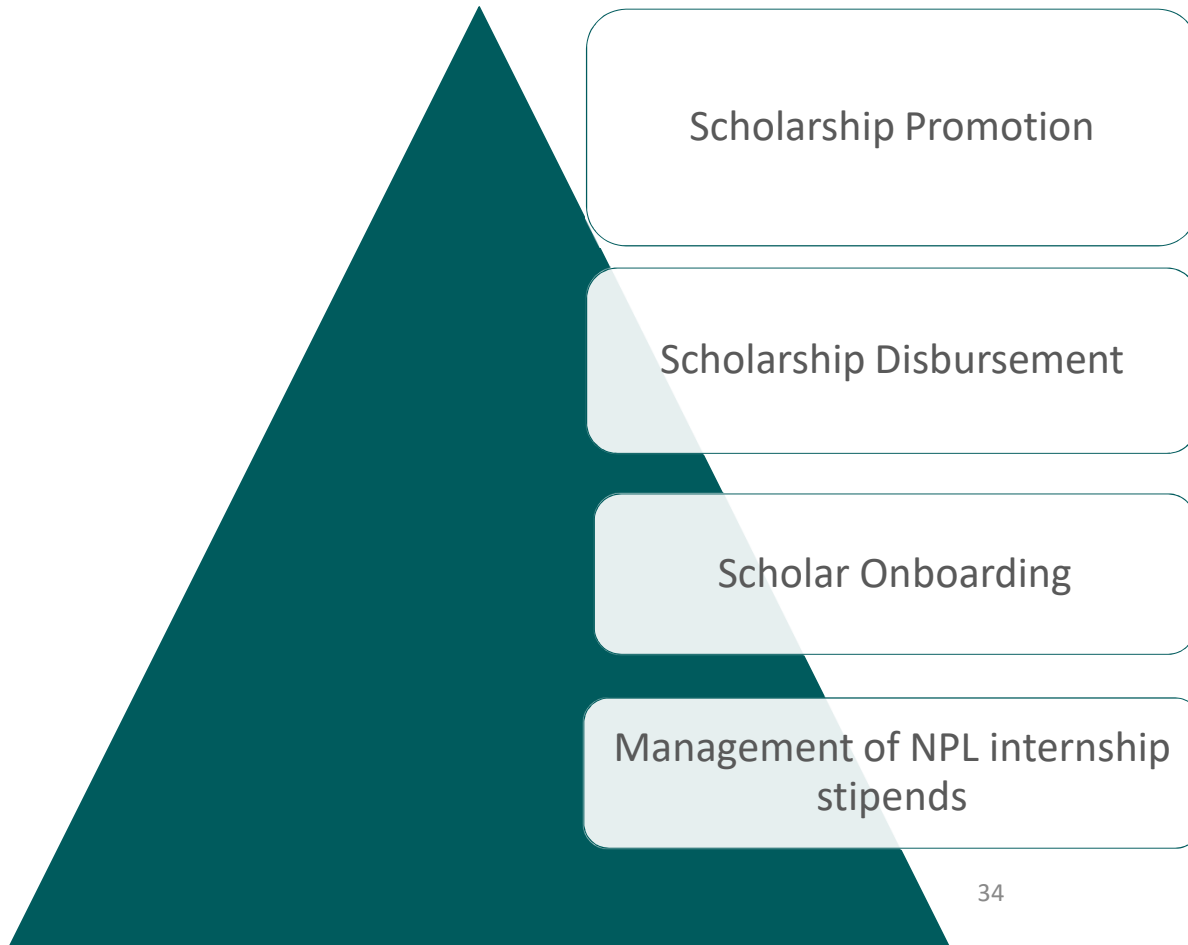 Scholarship Promotion
Scholarship Disbursement
Scholar Onboarding
Management of NPL internship
stipends
34